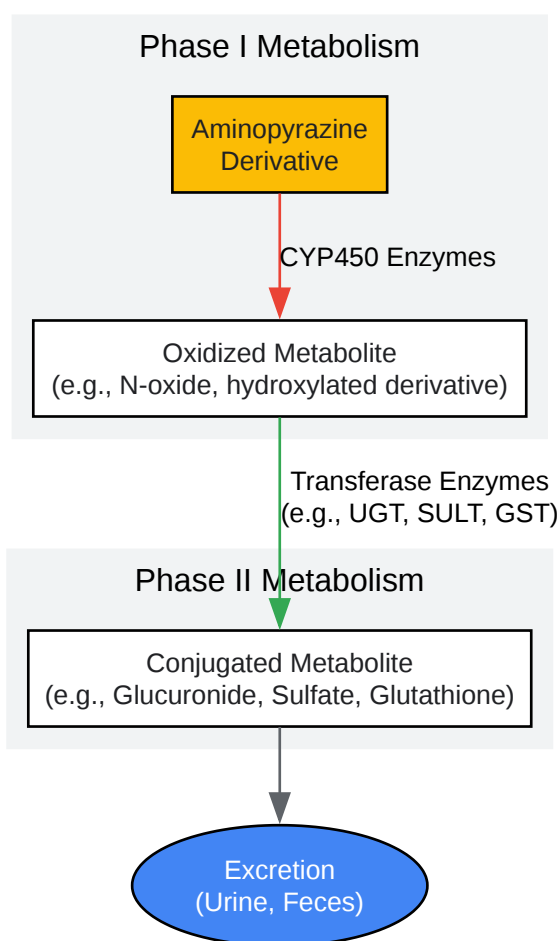 Phase I Metabolism
Aminopyrazine
Derivative
CYP450 Enzymes
Oxidized Metabolite
(e.g., N-oxide, hydroxylated derivative)
Transferase Enzymes
(e.g., UGT, SULT, GST)
Phase II Metabolism
Conjugated Metabolite
(e.g., Glucuronide, Sulfate, Glutathione)
Excretion
(Urine, Feces)